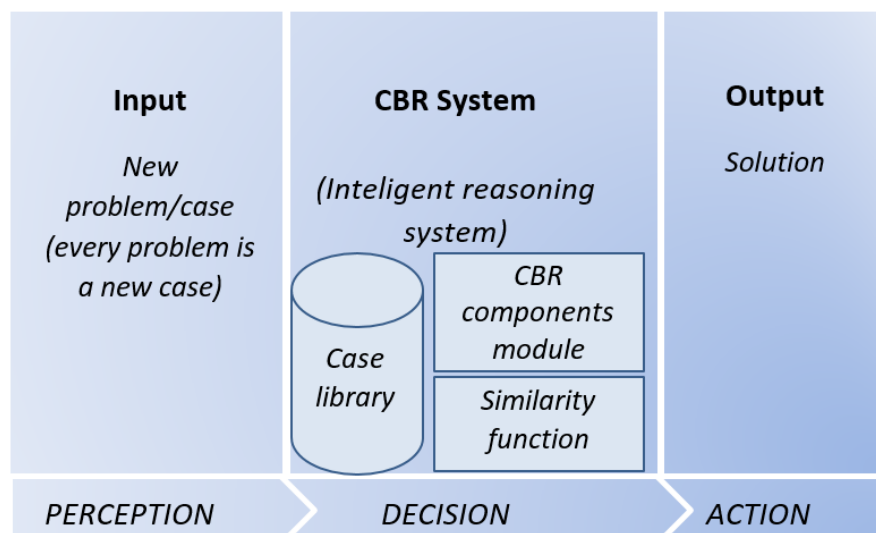 Input
New
problem/case
(every problem is
a new case)
CBR System
(Inteligent reasoning
system)
Case
library
CBR
components
module
Similarity
function
Output
Solution
PERCEPTION
DECISION
ACTION